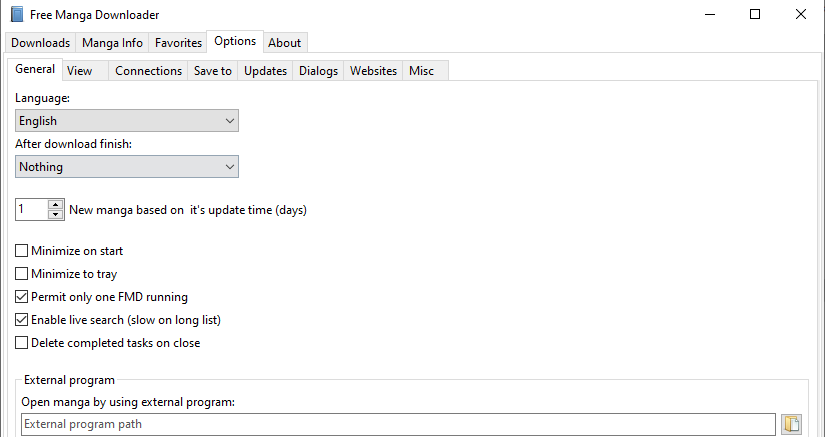 Free Manga Downloader
Downloads Manga Info Favorites Options About
General View Connections Save to Updates Dialogs Websites Misc
Language:
English
After download finish:
Nothing
1 New manga based on  it's update time (days)
Minimize on start
Minimize to tray
Permit only one FMD running
Enable live search (slow on long list)
Delete completed tasks on close
External program
Open manga by using external program:
External program path